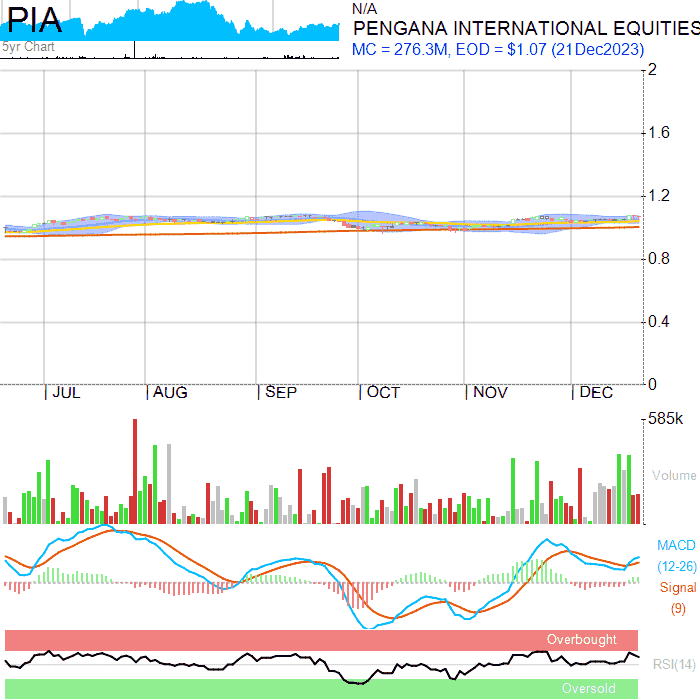 PIA
5yr Chart
N/A
PENGANA INTERNATIONAL EQUITIES
MC = 276.3M, EOD = $1.07 (21Dec2023)
2
1.6
1.2
0.8
0.4
0
JUL AUG SEP OCT NOV DEC
585k
Volume
MACD
(12-26)
Signal
(9)
Overbought
RSI(14)
Oversold